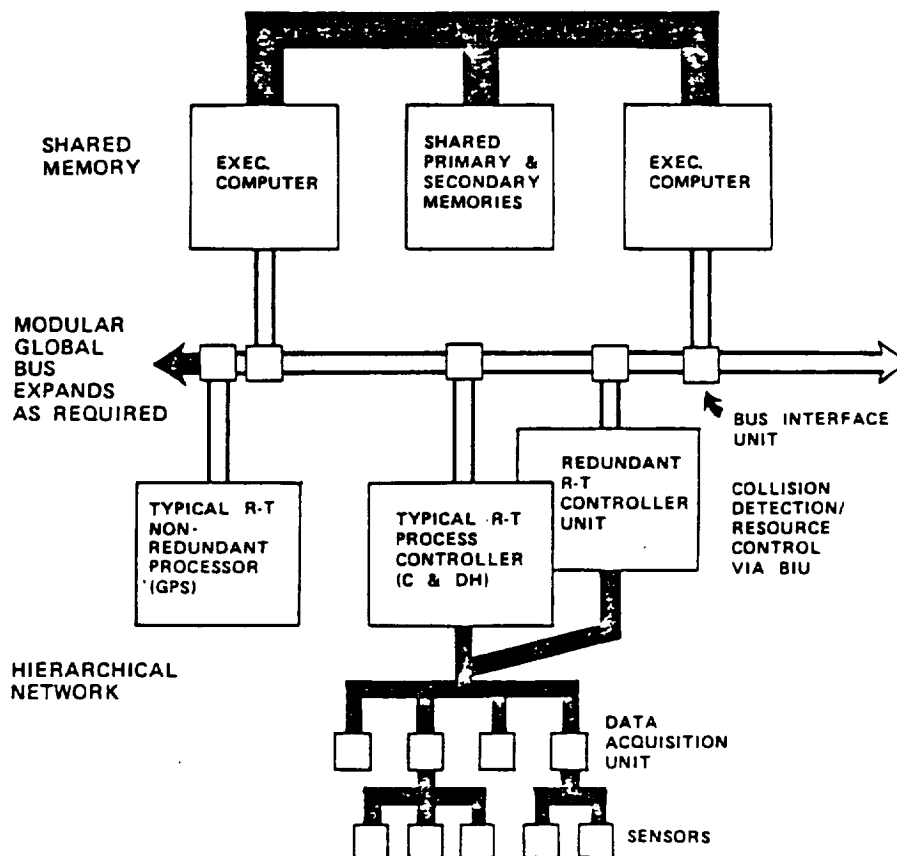 SHARED
MEMORY
EXEC.
COMPUTER
SHARED
PRIMARY &
SECONDARY
MEMORIES
EXEC.
COMPUTER
MODULAR
GLOBAL
BUS
EXPANDS
AS REQUIRED
BUS INTERFACE
UNIT
TYPICAL R-T
NON-
REDUNDANT
PROCESSOR
(GPS)
TYPICAL R-T
PROCESS
CONTROLLER
(C & DH)
REDUNDANT
R-T
CONTROLLER
UNIT
COLLISION
DETECTION/
RESOURCE
CONTROL
VIA BIU
HIERARCHICAL
NETWORK
DATA
ACQUISITION
UNIT
SENSORS